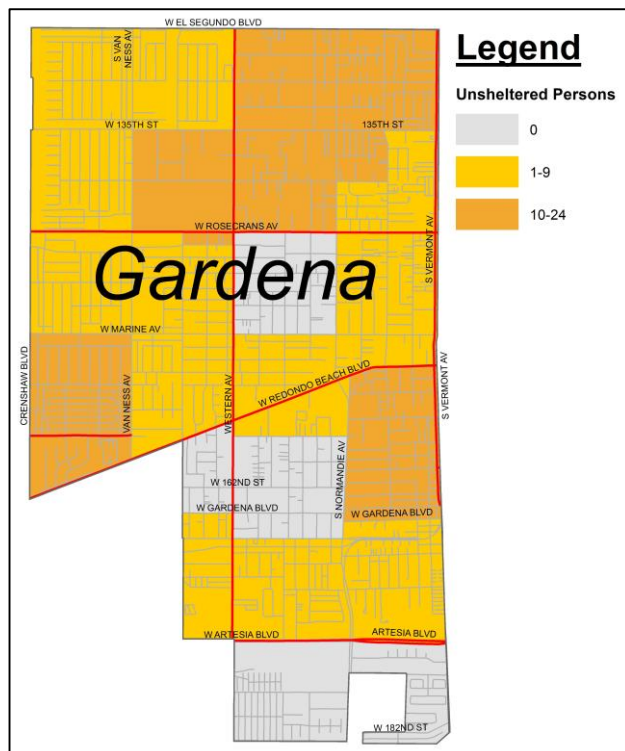 W EL SEGUNDO BLVD
S VAN
NESS AV
Legend
Unsheltered Persons
0
1-9
10-24
W 135TH ST
135TH ST
W ROSECRANS AV
S VERMONT AV
Gardena
W MARINE AV
CRENSHAW BLVD
VAN NESS AV
WESTERN AV
W REDONDO BEACH BLVD
S VERMONT AV
W 162ND ST
S NORMANDIE AV
W GARDENA BLVD
W GARDENA BLVD
W ARTESIA BLVD
ARTESIA BLVD
W 182ND ST